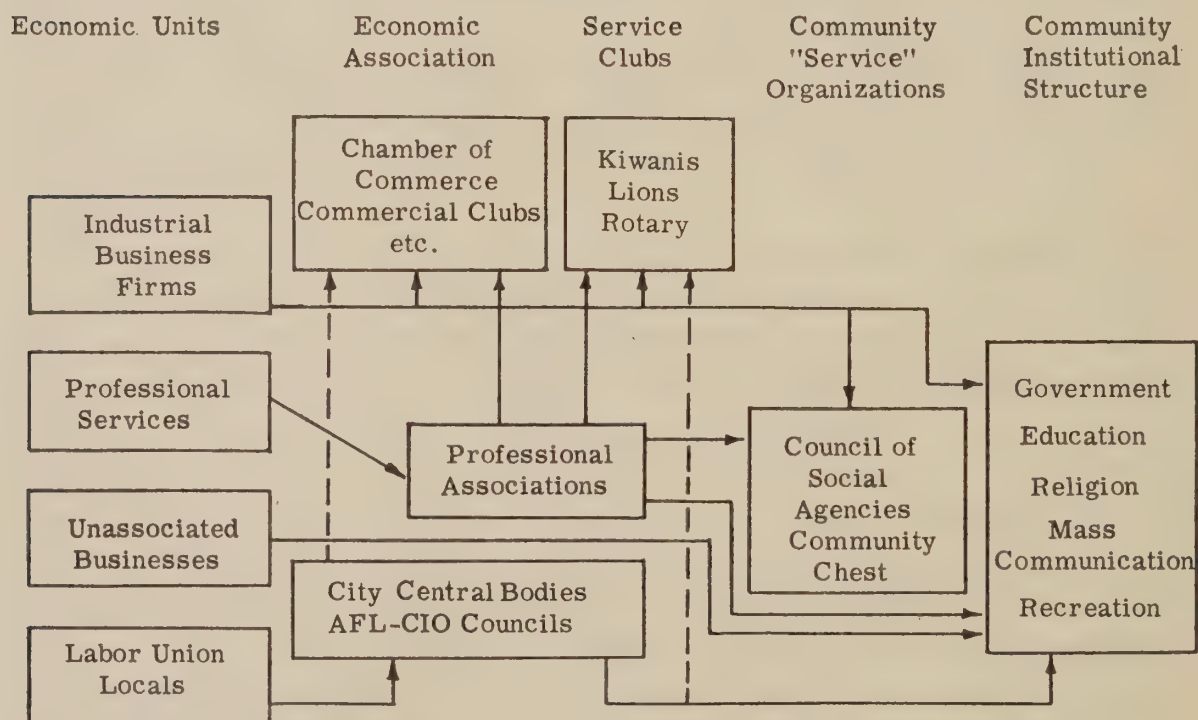 Economic Units
Economic
Association
Service
Clubs
Community
"Service"
Organizations
Community
Institutional
Structure
Chamber of
Commerce
Commercial Clubs
etc.
Kiwanis
Lions
Rotary
Industrial
Business
Firms
Professional
Services
Professional
Associations
Council of
Social
Agencies
Community
Chest
Government
Education
Religion
Mass
Communication
Recreation
Unassociated
Businesses
City Central Bodies
AFL-CIO Councils
Labor Union
Locals